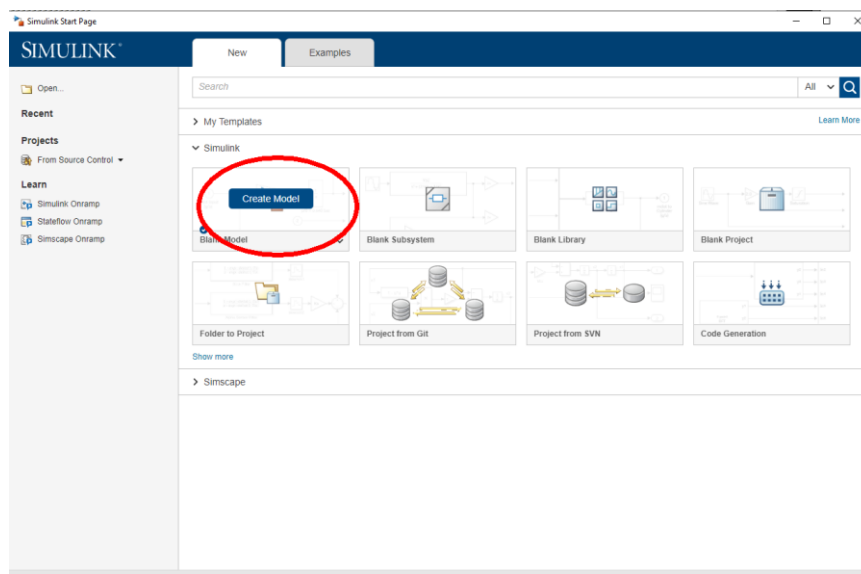 Simulink Start Page
SIMULINK®
New
Examples
Open...
Recent
Projects
From Source Control
Learn
Simulink Onramp
Stateflow Onramp
Simscape Onramp
Search
All
My Templates
Learn More
Simulink
Create Model
Blank Model
Blank Subsystem
Blank Library
Blank Project
Folder to Project
Project from Git
Project from SVN
Code Generation
Show more
Simscape